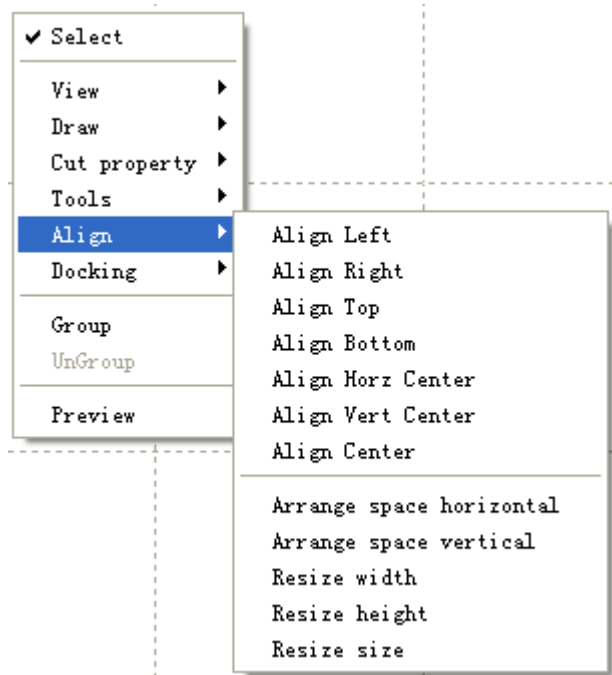 Select
View
Draw
Cut property
Tools
Align
Docking
Group
UnGroup
Preview
Align Left
Align Right
Align Top
Align Bottom
Align Horz Center
Align Vert Center
Align Center
Arrange space horizontal
Arrange space vertical
Resize width
Resize height
Resize size